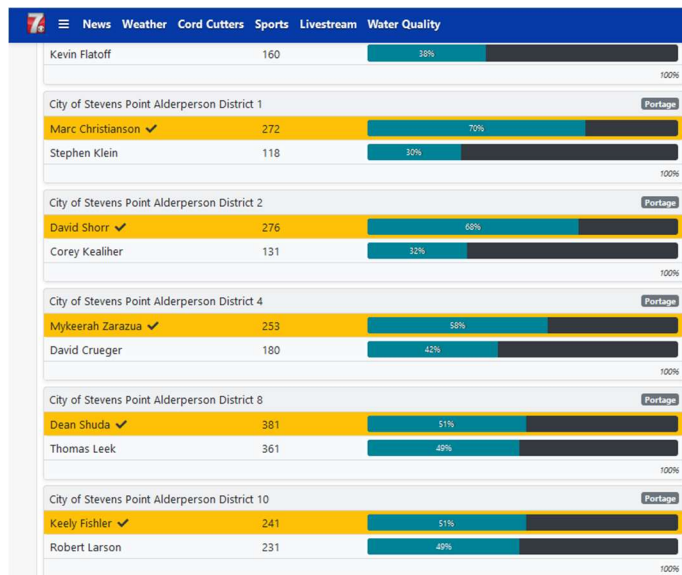 7
News Weather Cord Cutters Sports Livestream Water Quality
Kevin Flatoff 160 38%
100%
City of Stevens Point Alderperson District 1 Portage
Marc Christianson 272 70%
Stephen Klein 118 30%
100%
City of Stevens Point Alderperson District 2 Portage
David Shorr 276 68%
Corey Kealiher 131 32%
100%
City of Stevens Point Alderperson District 4 Portage
Mykeerah Zarazua 253 58%
David Crueger 180 42%
100%
City of Stevens Point Alderperson District 8 Portage
Dean Shuda 381 51%
Thomas Leek 361 49%
100%
City of Stevens Point Alderperson District 10 Portage
Keely Fishler 241 51%
Robert Larson 231 49%
100%